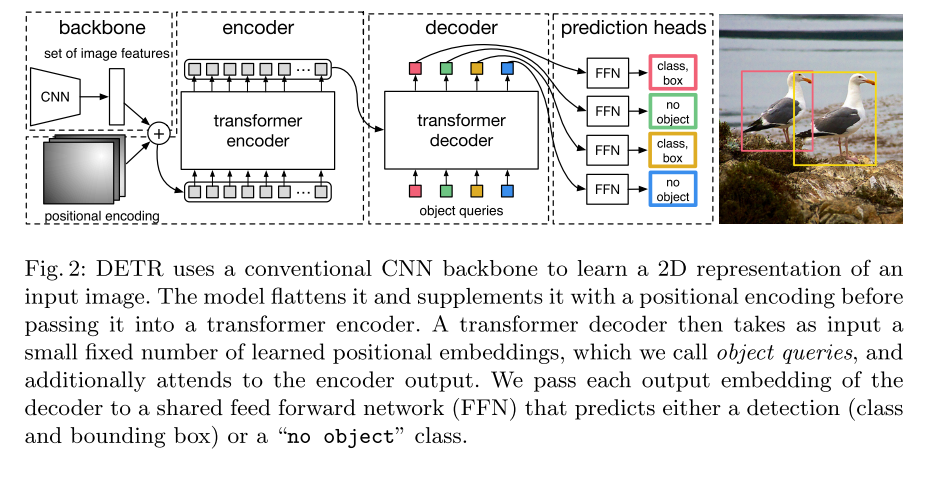 backbone
set of image features
CNN
+
positional encoding
encoder
...
transformer
encoder
...
decoder
transformer
decoder
object queries
prediction heads
FFN
class,
box
FFN
no
object
FFN
class,
box
FFN
no
object
Fig. 2: DETR uses a conventional CNN backbone to learn a 2D representation of an
input image. The model flattens it and supplements it with a positional encoding before
passing it into a transformer encoder. A transformer decoder then takes as input a
small fixed number of learned positional embeddings, which we call object queries, and
additionally attends to the encoder output. We pass each output embedding of the
decoder to a shared feed forward network (FFN) that predicts either a detection (class
and bounding box) or a “no object” class.